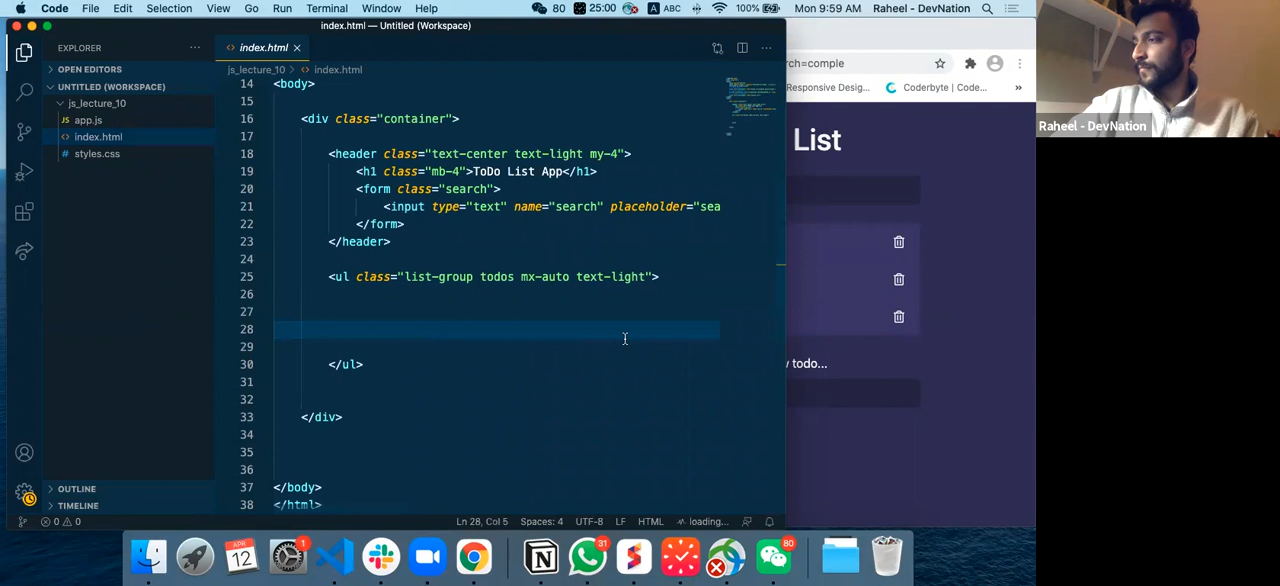 Code File Edit Selection View Go Run Terminal Window Help 80 25:00 A ABC 100% Mon 9:59 AM Raheel - DevNation
index.html — Untitled (Workspace)
EXPLORER
OPEN EDITORS
UNTITLED (WORKSPACE)
js_lecture_10
app.js
index.html
styles.css
OUTLINE
TIMELINE
index.html
js_lecture_10 > index.html
14 <body>
15
16 <div class="container">
17
18 <header class="text-center text-light my-4">
19 <h1 class="mb-4">ToDo List App</h1>
20 <form class="search">
21 <input type="text" name="search" placeholder="sea
22 </form>
23 </header>
24
25 <ul class="list-group todos mx-auto text-light">
26
27
28
29
30 </ul>
31
32
33 </div>
34
35
36
37 </body>
38 </html>
0 0 Ln 28, Col 5 Spaces: 4 UTF-8 LF HTML loading...
rch=comple
Responsive Desig...
Coderbyte | Code...
»
List
todo...
Raheel - DevNation
APR
12
1
31
80